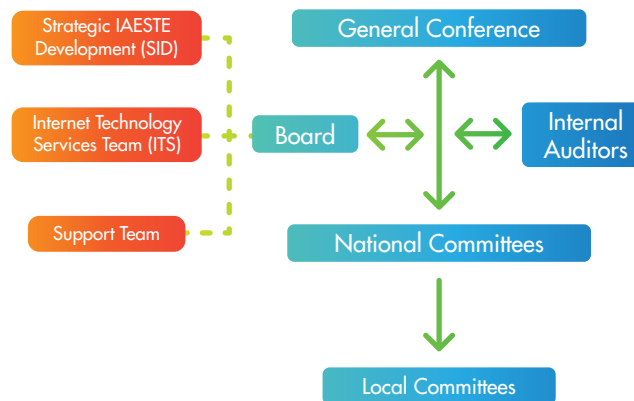 Strategic IAESTE
Development (SID)
General Conference
Internet Technology
Services Team (ITS)
Board
Internal
Auditors
Support Team
National Committees
Local Committees